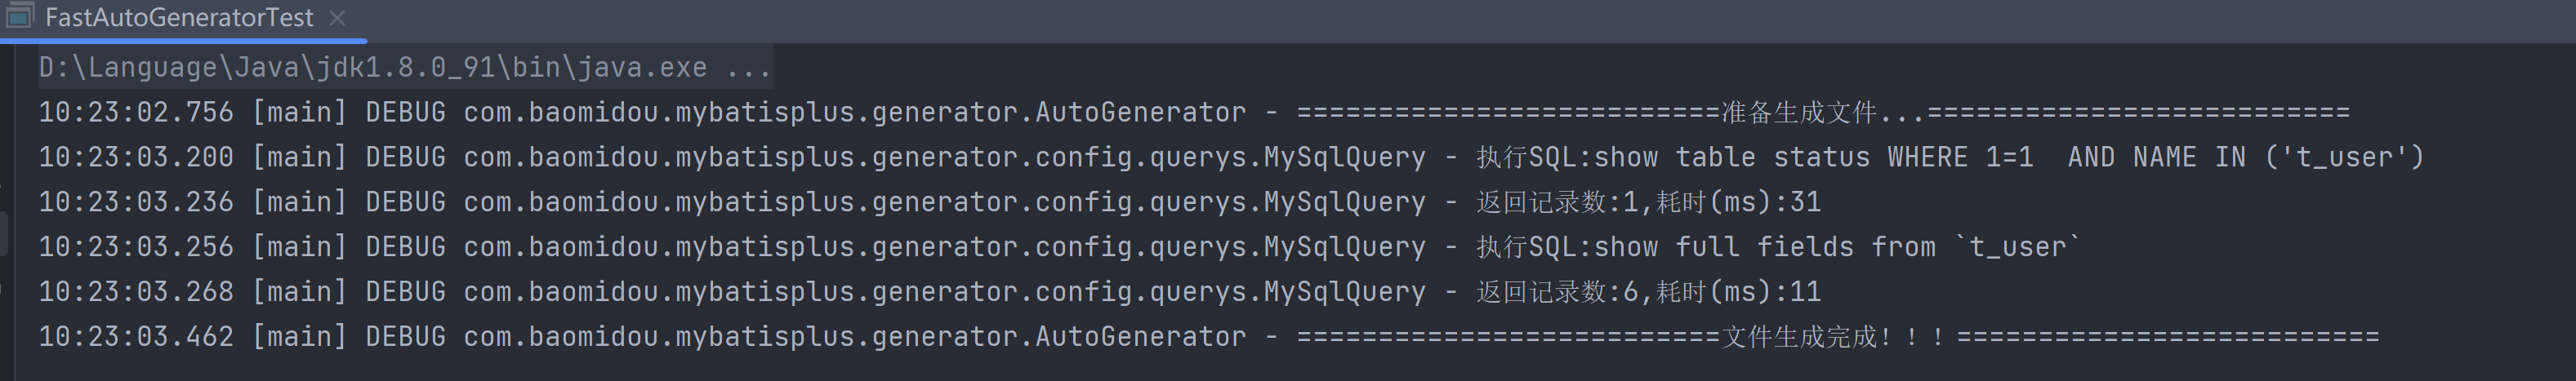 FastAutoGeneratorTest
D:\Language\Java\jdk1.8.0_91\bin\java.exe ...
10:23:02.756 [main] DEBUG com.baomidou.mybatisplus.generator.AutoGenerator - ==========================准备生成文件...==========================
10:23:03.200 [main] DEBUG com.baomidou.mybatisplus.generator.config.querys.MySqlQuery - 执行SQL:show table status WHERE 1=1  AND NAME IN ('t_user')
10:23:03.236 [main] DEBUG com.baomidou.mybatisplus.generator.config.querys.MySqlQuery - 返回记录数:1,耗时(ms):31
10:23:03.256 [main] DEBUG com.baomidou.mybatisplus.generator.config.querys.MySqlQuery - 执行SQL:show full fields from `t_user`
10:23:03.268 [main] DEBUG com.baomidou.mybatisplus.generator.config.querys.MySqlQuery - 返回记录数:6,耗时(ms):11
10:23:03.462 [main] DEBUG com.baomidou.mybatisplus.generator.AutoGenerator - ==========================文件生成完成！！！==========================